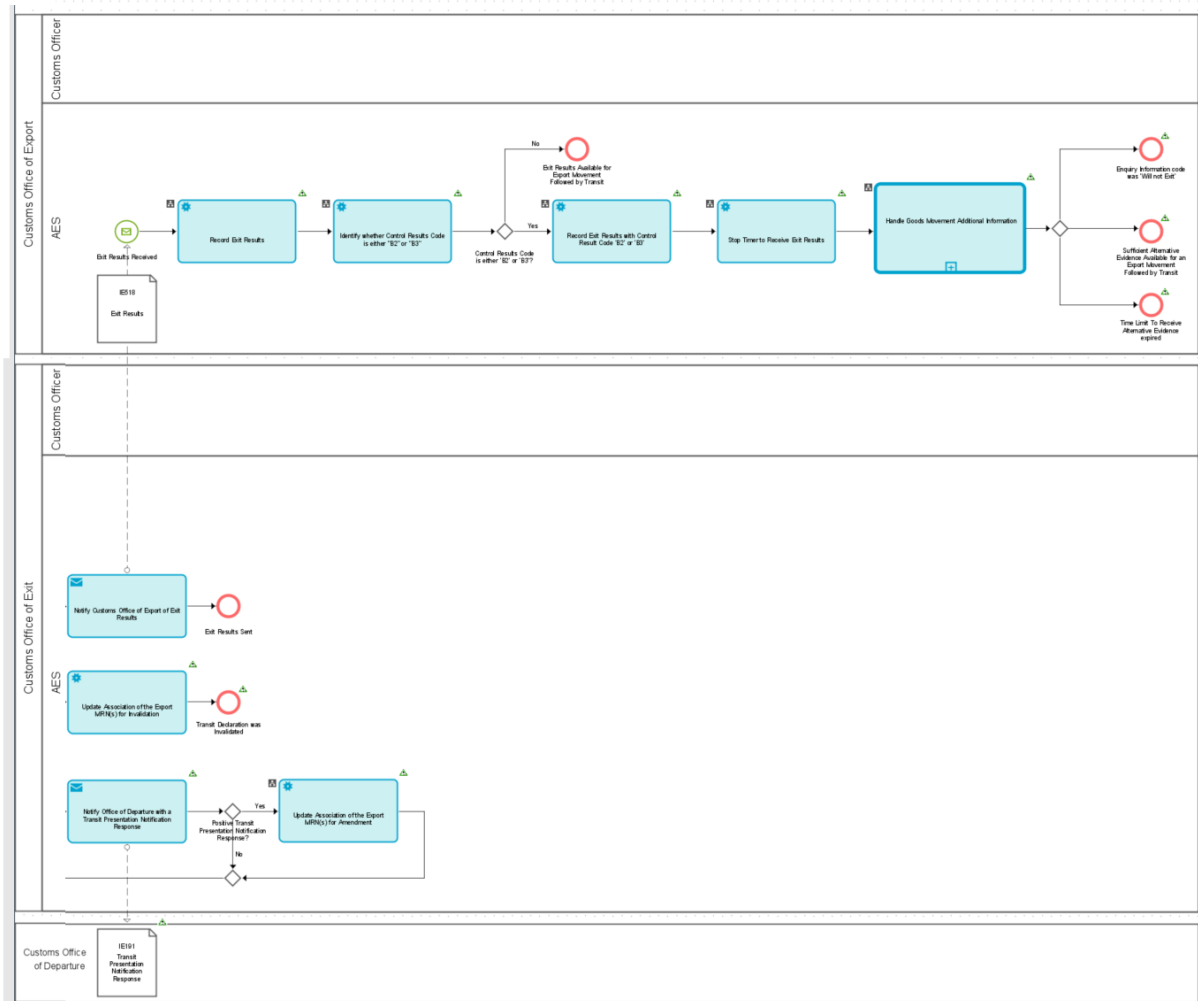 Customs Office of Export
Customs Officer
AES
Exit Results Received
IE518
Exit Results
Record Exit Results
Identify whether Control Results Code
is either "B2" or "B3"
No
Exit Results Available for
Export Movement
Followed by Transit
Yes
Control Results Code
is either 'B2' or 'B3'?
Record Exit Results with Control
Result Code 'B2' or 'B3'
Stop Timer to Receive Exit Results
Handle Goods Movement Additional Information
Enquiry Information code
was 'Will not Exit'
Sufficient Alternative
Evidence Available for an
Export Movement
Followed by Transit
Time Limit To Receive
Alternative Evidence
expired
Customs Office of Exit
Customs Officer
AES
Notify Customs Office of Export of Exit
Results
Exit Results Sent
Update Association of the Export
MRN(s) for Invalidation
Transit Declaration was
Invalidated
Notify Office of Departure with a
Transit Presentation Notification
Response
Yes
Positive Transit
Presentation Notification
Response?
No
Update Association of the Export
MRN(s) for Amendment
Customs Office
of Departure
IE191
Transit
Presentation
Notification
Response